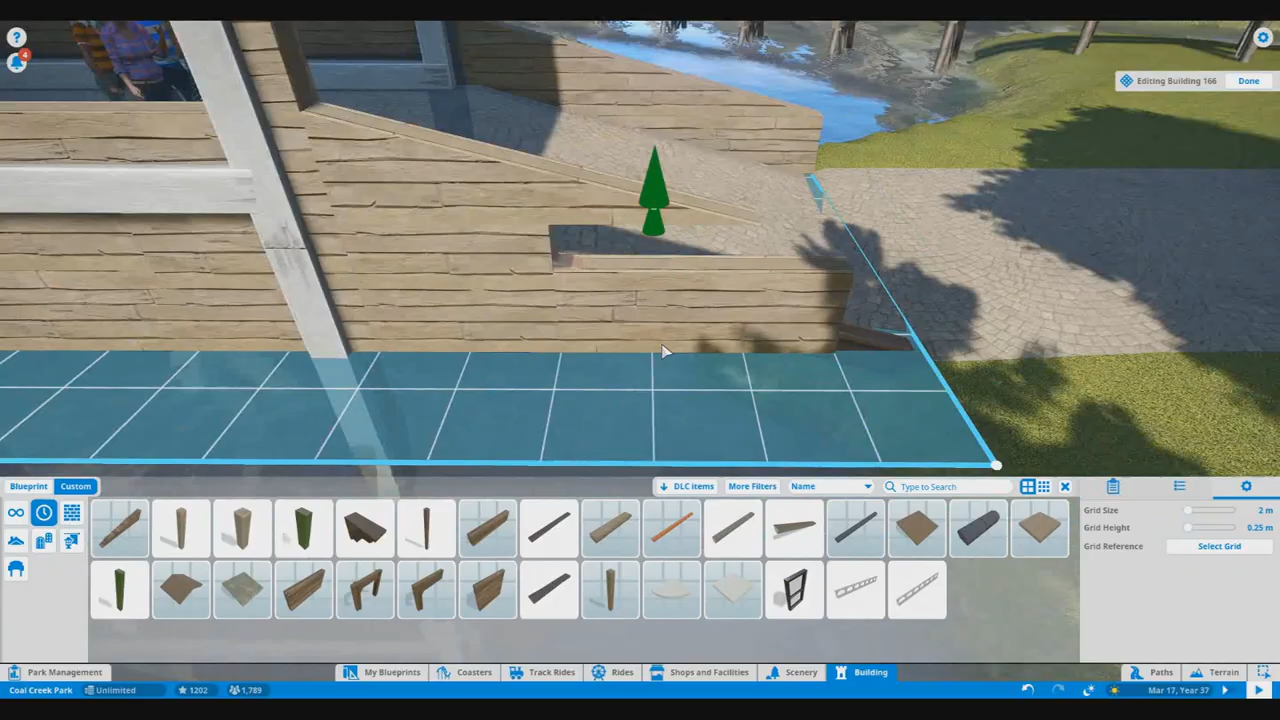 ?
4
Editing Building 166
Done
Blueprint
Custom
DLC items
More Filters
Name
Type to Search
Grid Size
2 m
Grid Height
0.25 m
Grid Reference
Select Grid
Park Management
My Blueprints
Coasters
Track Rides
Rides
Shops and Facilities
Scenery
Building
Paths
Terrain
Coal Creek Park
Unlimited
1202
1,789
Mar 17, Year 37